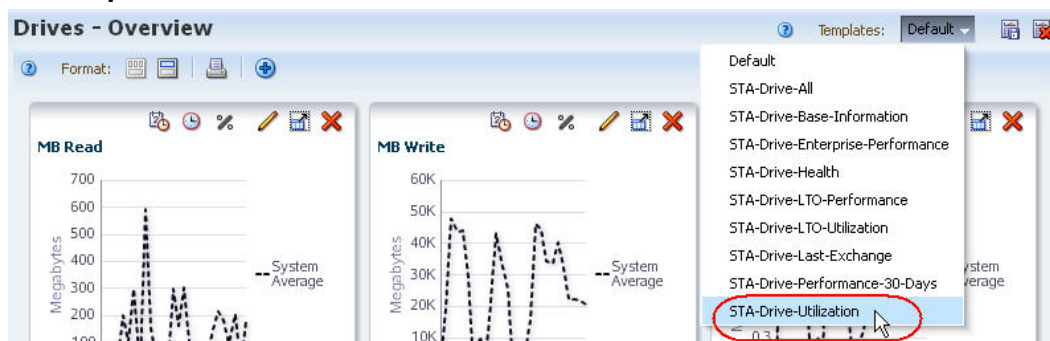 Drives - Overview
Templates: Default
Format:
Default
STA-Drive-All
STA-Drive-Base-Information
STA-Drive-Enterprise-Performance
STA-Drive-Health
STA-Drive-LTO-Performance
STA-Drive-LTO-Utilization
STA-Drive-Last-Exchange
STA-Drive-Performance-30-Days
STA-Drive-Utilization
MB Read
700
600
500
400
300
200
100
Megabytes
System
Average
MB Write
60K
50K
40K
30K
20K
10K
Megabytes
System
Average
0.3